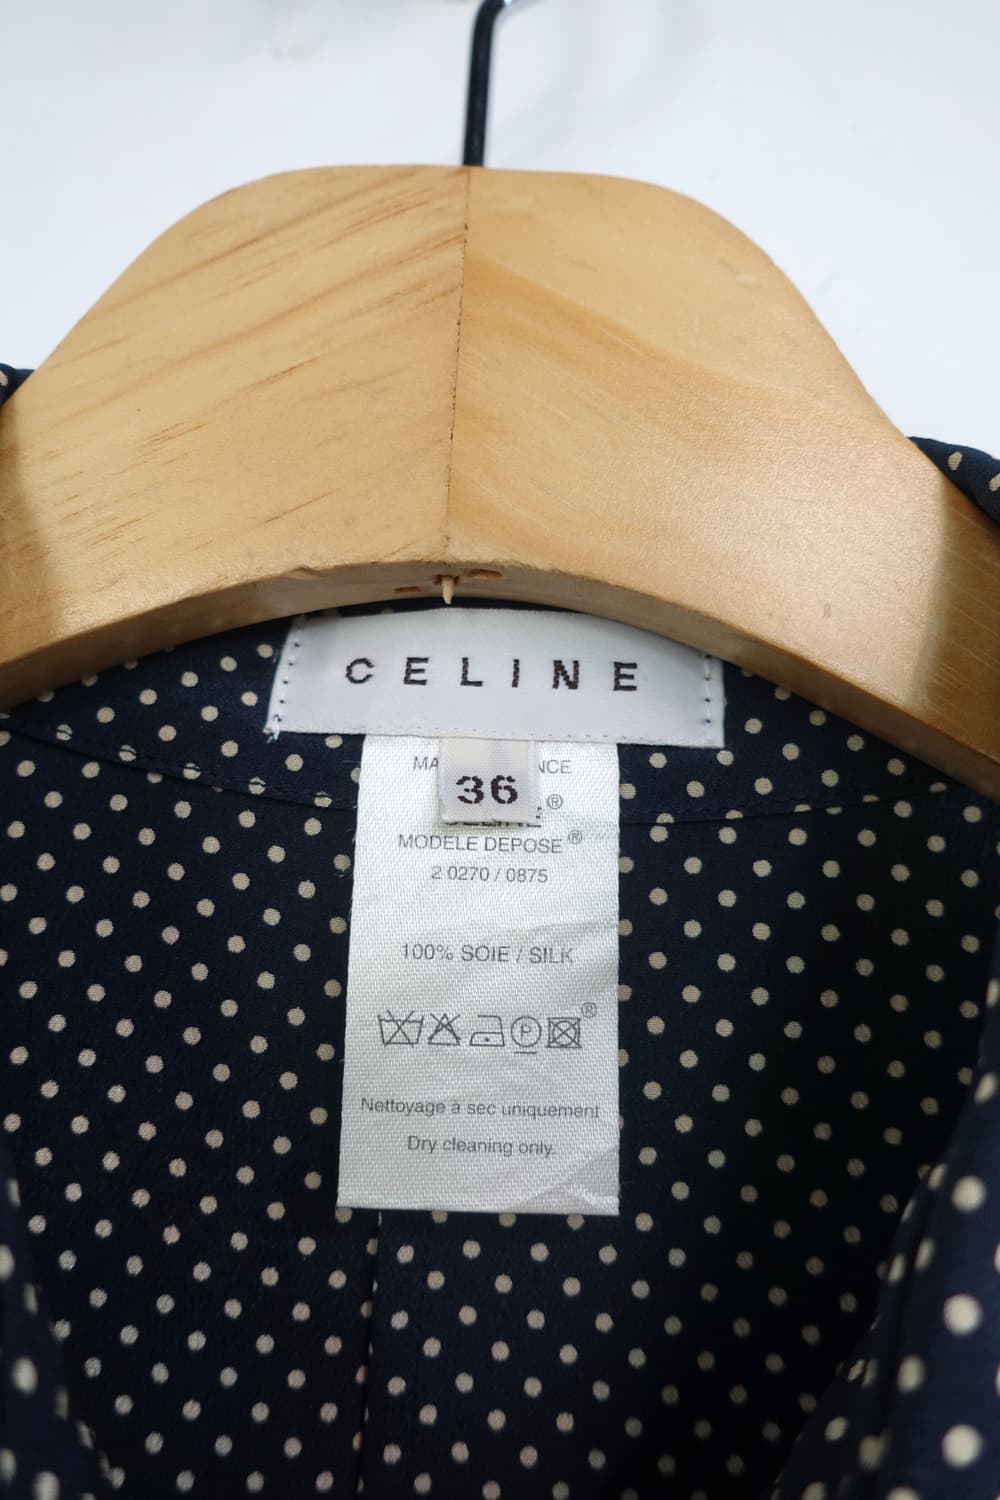 CELINE
36
MODELE DEPOSE®
2 0270 / 0875
100% SOIE / SILK
P
®
Nettoyage à sec uniquement
Dry cleaning only.